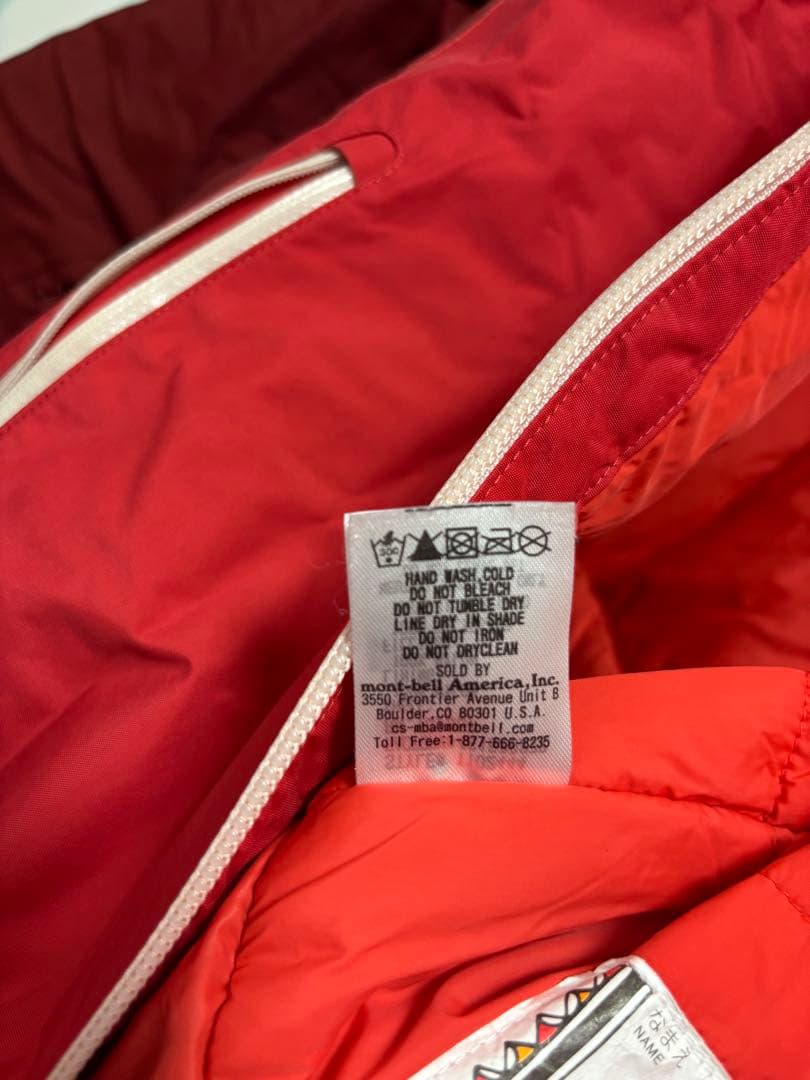 30C
HAND WASH,COLD
DO NOT BLEACH
DO NOT TUMBLE DRY
LINE DRY IN SHADE
DO NOT IRON
DO NOT DRYCLEAN
SOLD BY
mont-bell America,Inc.
3550 Frontier Avenue Unit B
Boulder,CO 80301 U.S.A.
cs-mba@montbell.com
Toll Free:1-877-666-8235
なまえ
NAME